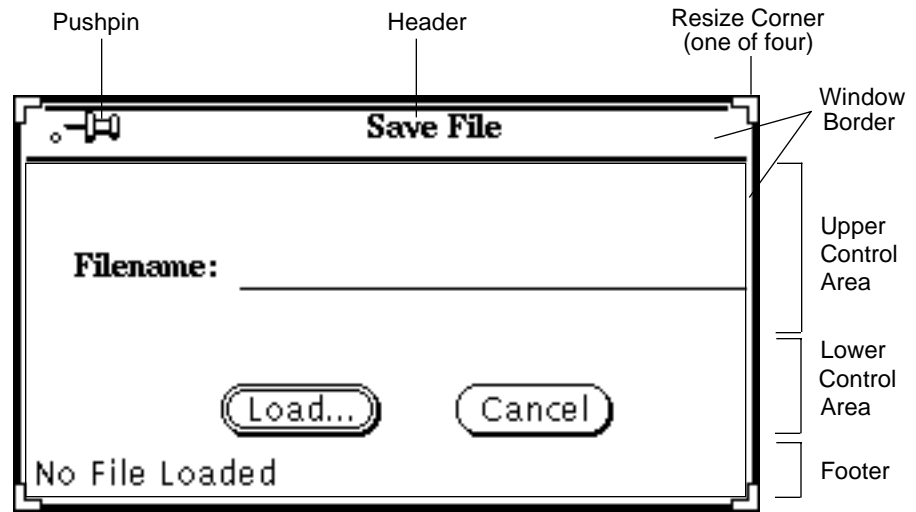 Pushpin
Header
Resize Corner
(one of four)
Window
Border
Save File
Upper
Control
Area
Filename:
Lower
Control
Area
Load...
Cancel
No File Loaded
Footer